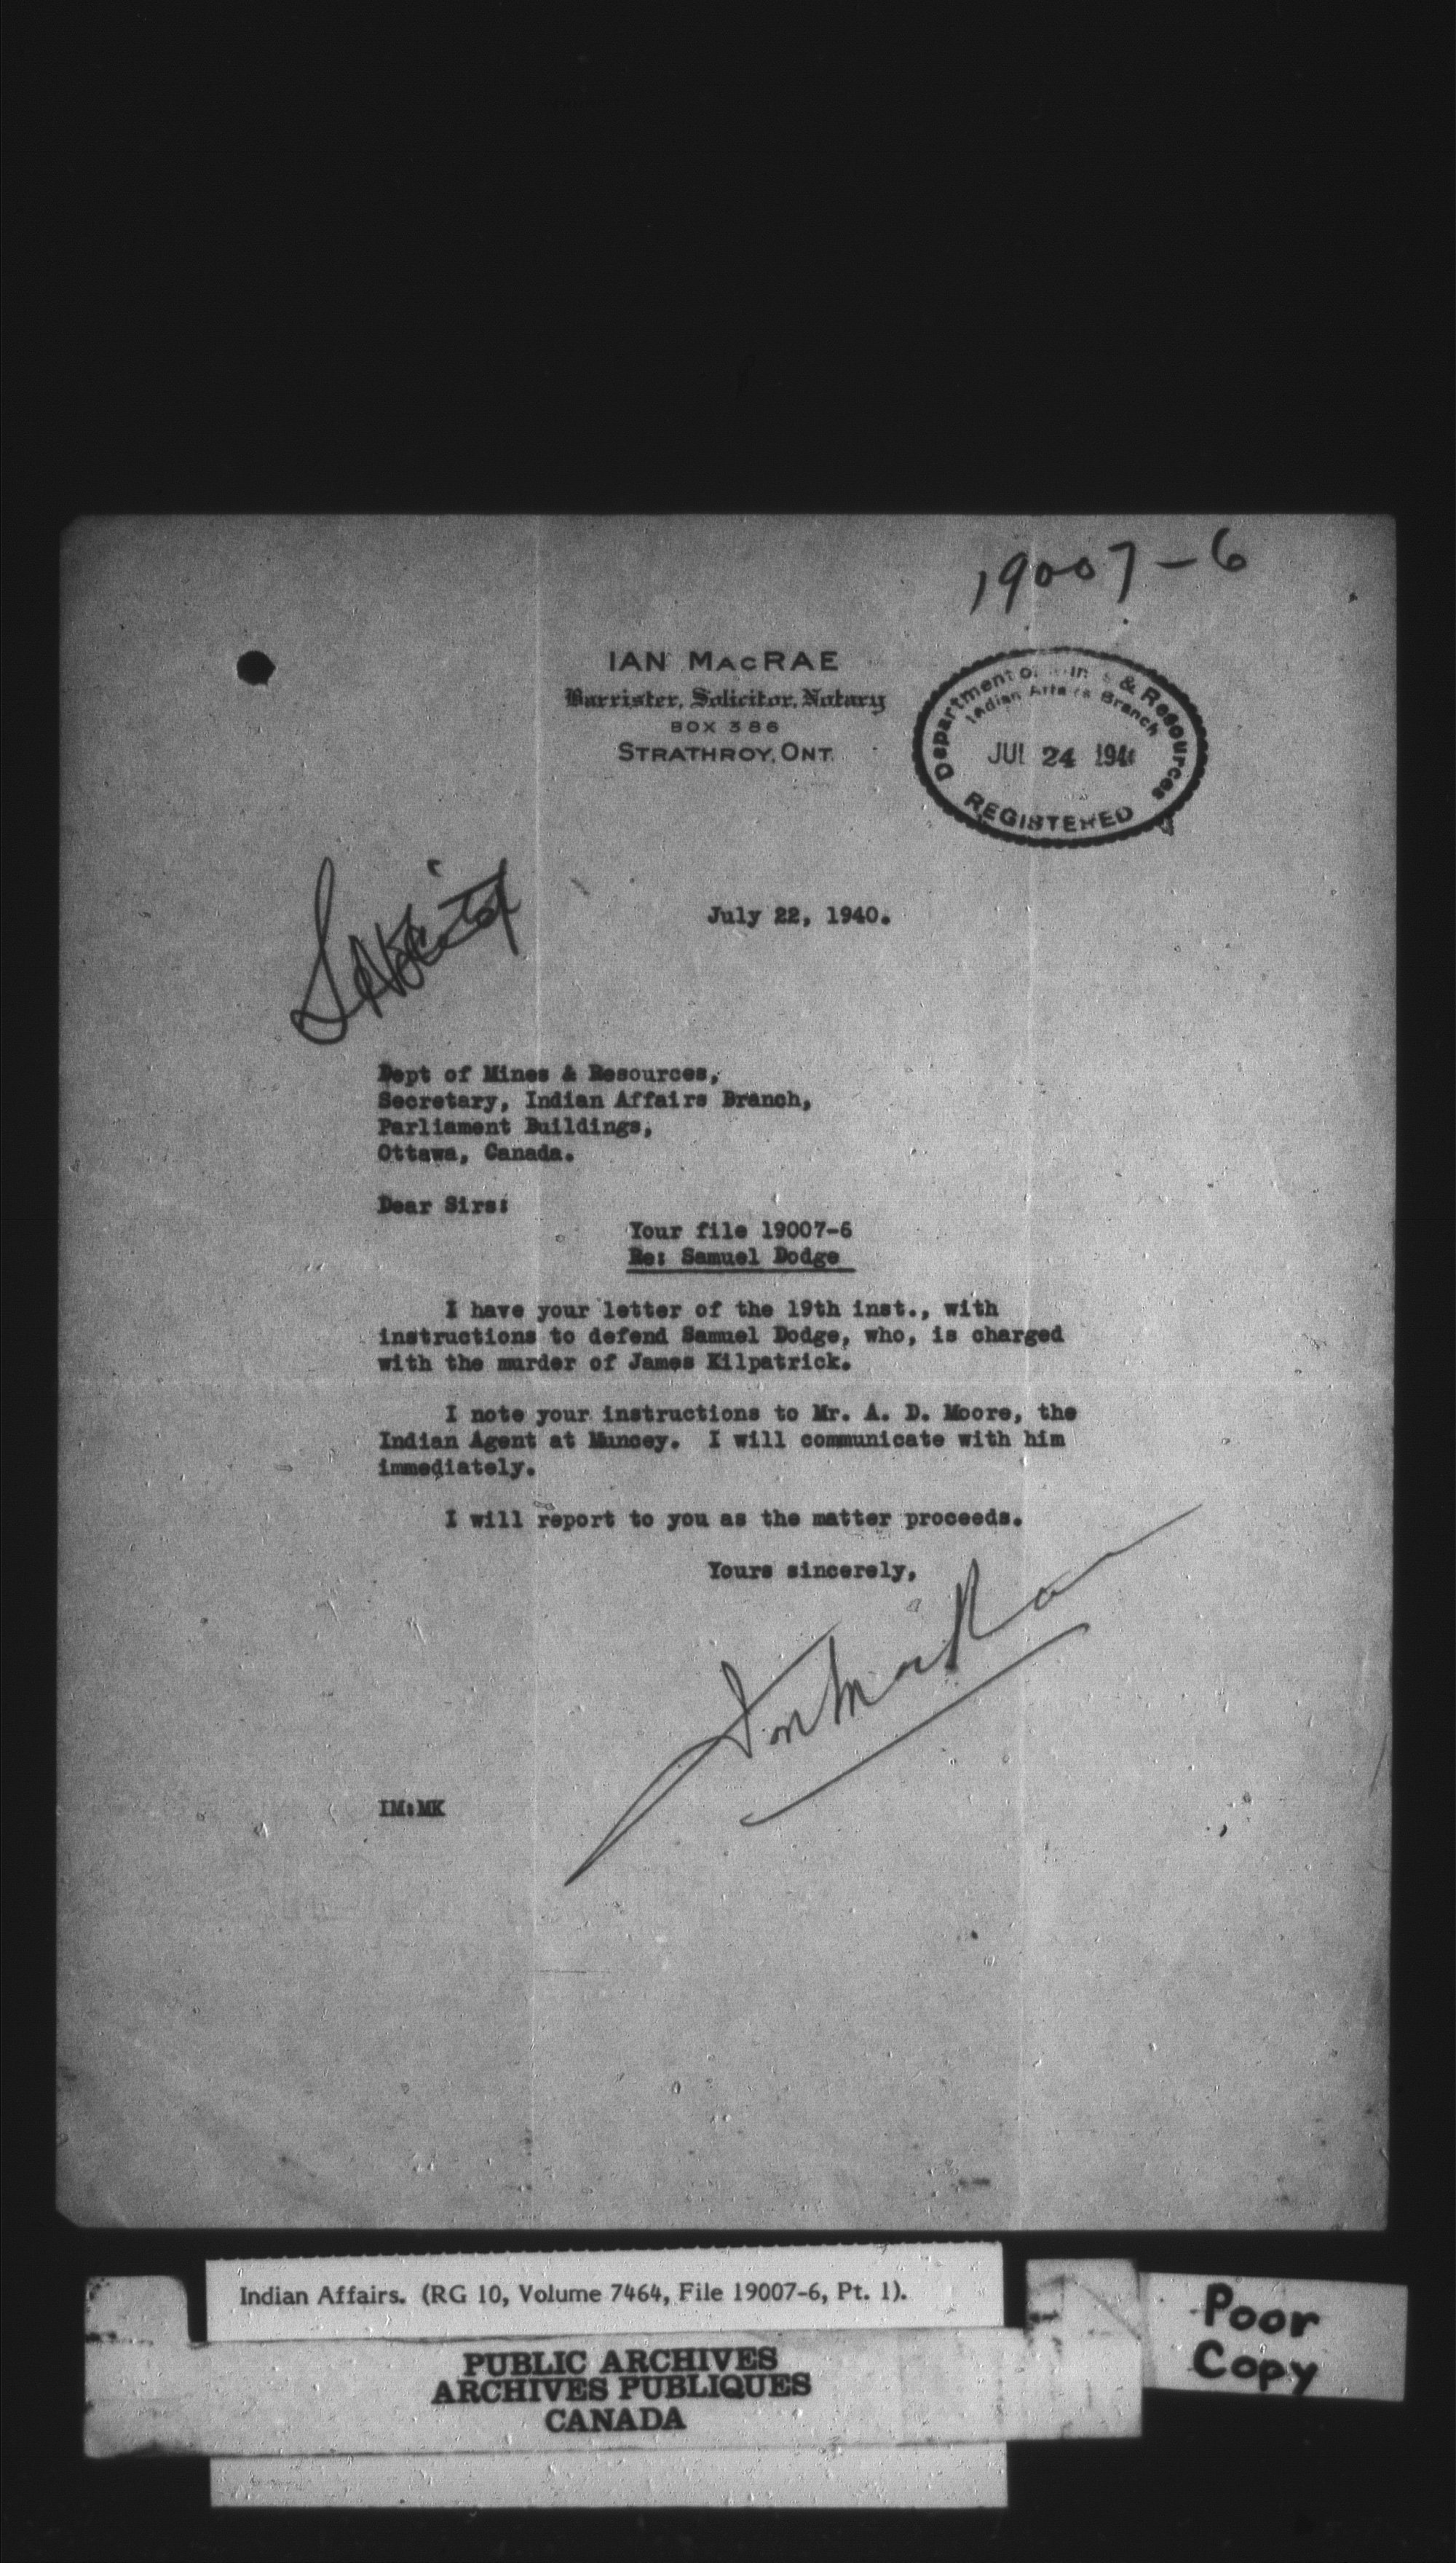 19007-6
IAN MACRAE
Barrister, Solicitor, Notary
BOX 386
STRATHROY, ONT.
Department of Mines & Resources
Indian Affairs Branch
JUL 24 194
REGISTERED
July 22, 1940.
Dept of Mines & Resources,
Secretary, Indian Affairs Branch,
Parliament Buildings,
Ottawa, Canada.
Dear Sirs:
Your file 19007-6
Re: Samuel Dodge
I have your letter of the 19th inst., with
instructions to defend Samuel Dodge, who, is charged
with the murder of James Kilpatrick.
I note your instructions to Mr. A. D. Moore, the
Indian Agent at Muncey. I will communicate with him
immediately.
I will report to you as the matter proceeds.
Yours sincerely,
Ian MacRae
IM:MK
Indian Affairs. (RG 10, Volume 7464, File 19007-6, Pt. 1).
PUBLIC ARCHIVES
ARCHIVES PUBLIQUES
CANADA
Poor
Copy